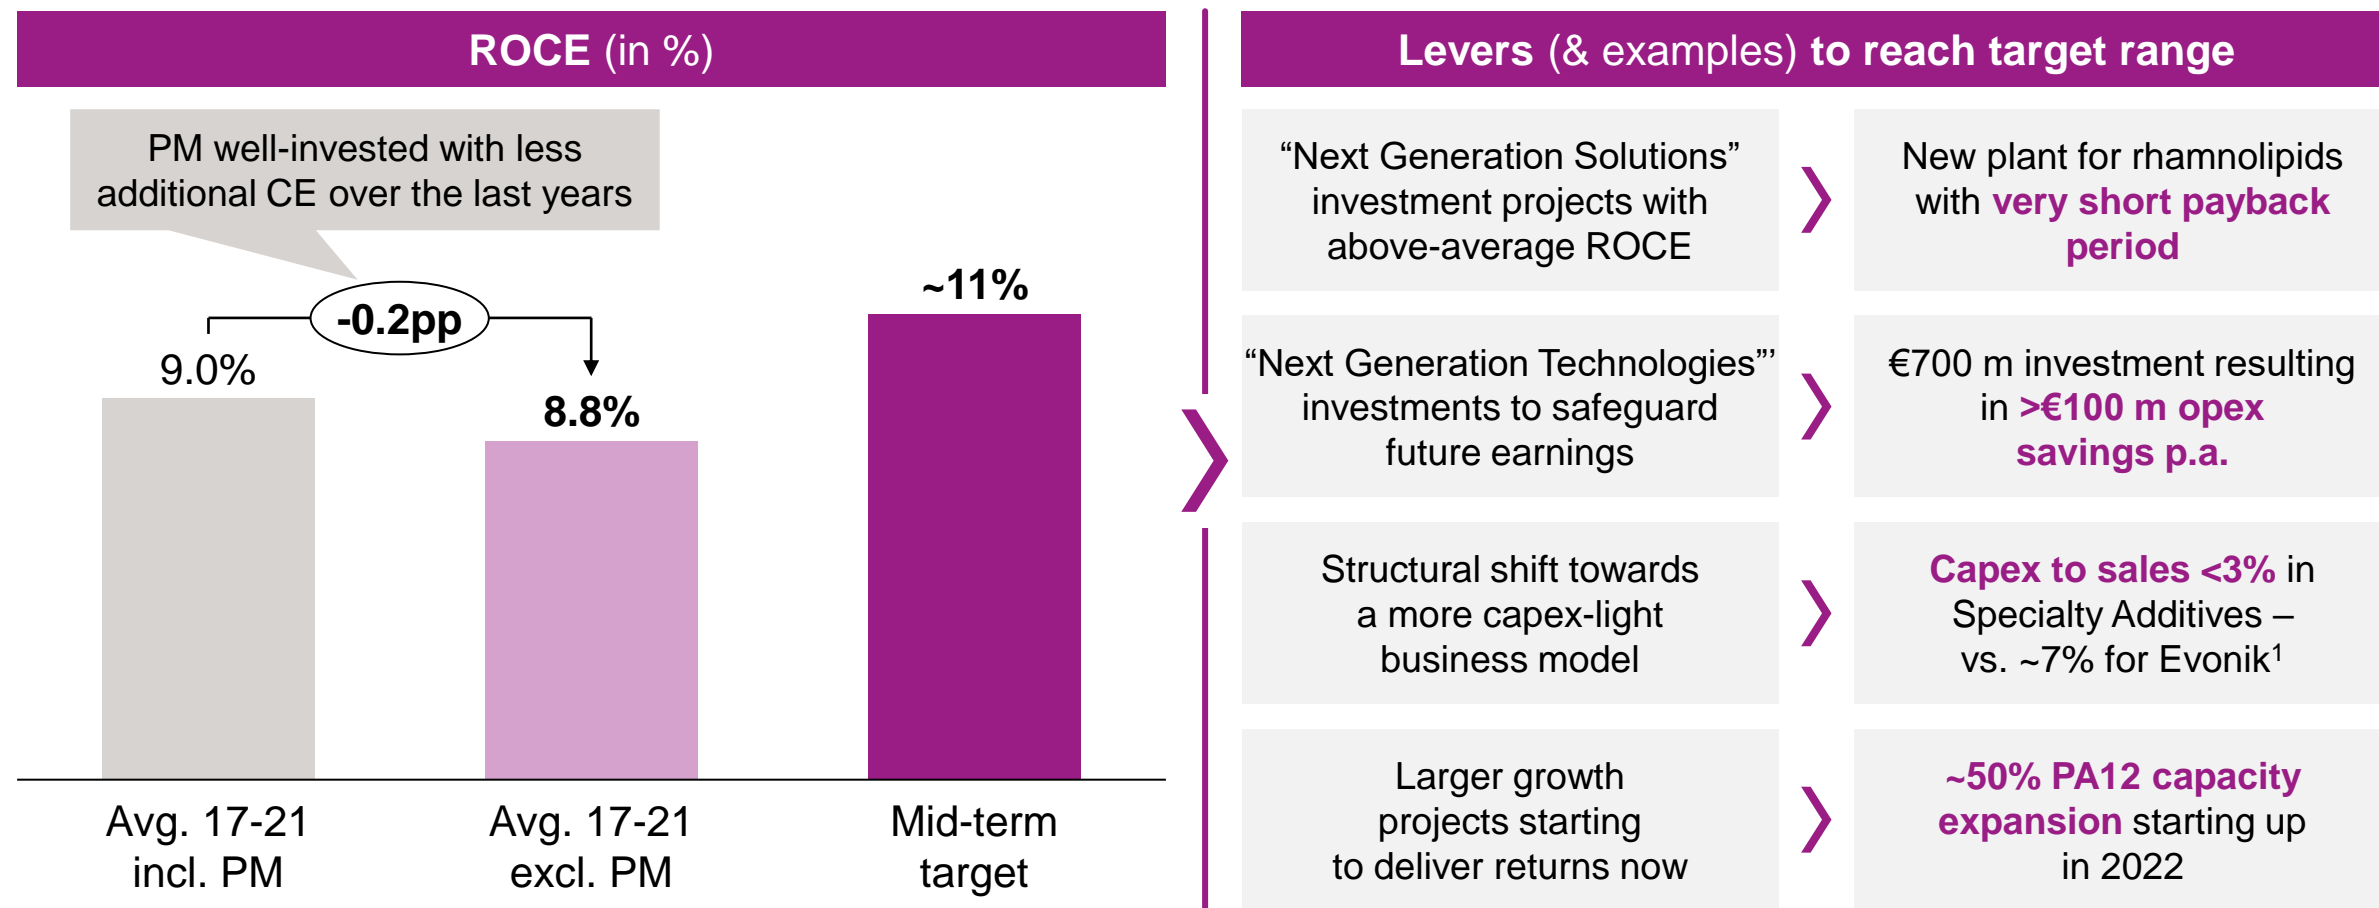 ROCE (in %)
PM well-invested with less
additional CE over the last years
-0.2pp
9.0%
8.8%
~11%
Avg. 17-21
incl. PM
Avg. 17-21
excl. PM
Mid-term
target
Levers (& examples) to reach target range
“Next Generation Solutions”
investment projects with
above-average ROCE
New plant for rhamnolipids
with very short payback
period
“Next Generation Technologies”’
investments to safeguard
future earnings
€700 m investment resulting
in >€100 m opex
savings p.a.
Structural shift towards
a more capex-light
business model
Capex to sales <3% in
Specialty Additives –
vs. ~7% for Evonik¹
Larger growth
projects starting
to deliver returns now
~50% PA12 capacity
expansion starting up
in 2022